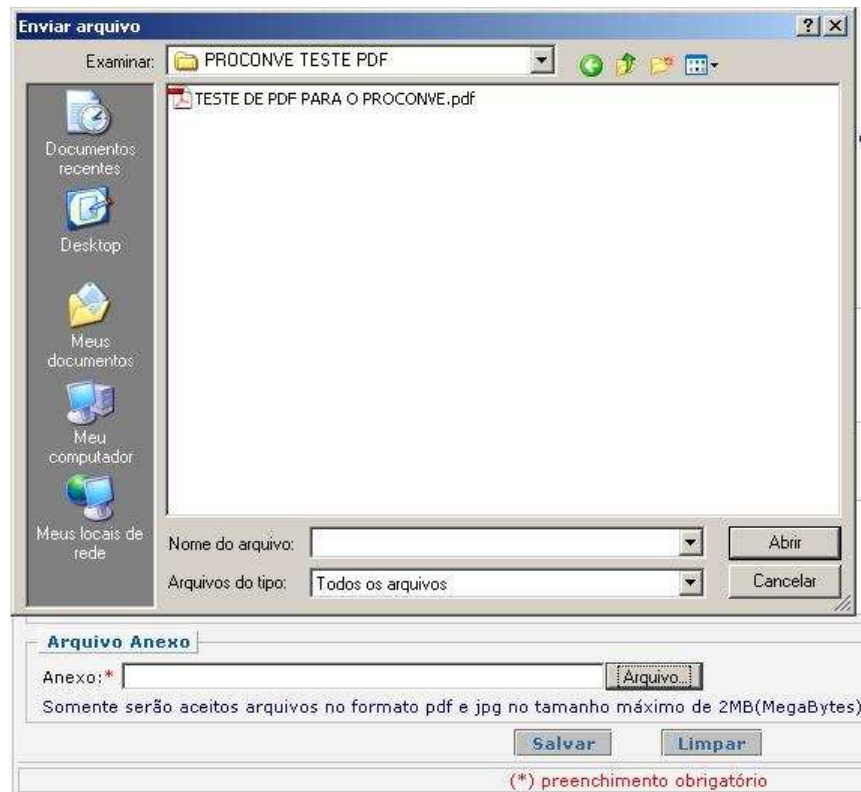 Enviar arquivo
Examinar: PROCONVE TESTE PDF
TESTE DE PDF PARA O PROCONVE.pdf
Documentos
recentes
Desktop
Meus
documentos
Meu
computador
Meus locais de
rede
Nome do arquivo:
Abrir
Arquivos do tipo: Todos os arquivos
Cancelar
Arquivo Anexo
Anexo:* Arquivo...
Somente serão aceitos arquivos no formato pdf e jpg no tamanho máximo de 2MB(MegaBytes)
Salvar Limpar
(*) preenchimento obrigatório